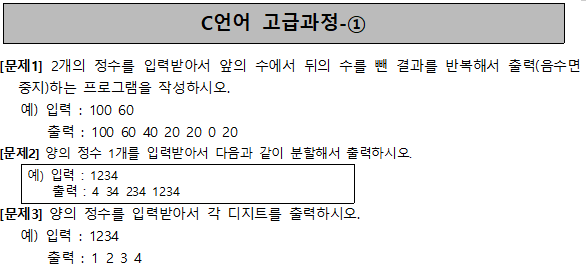 C언어 고급과정-①
[문제1] 2개의 정수를 입력받아서 앞의 수에서 뒤의 수를 뺀 결과를 반복해서 출력(음수면
중지)하는 프로그램을 작성하시오.
예) 입력 : 100 60
출력 : 100 60 40 20 20 0 20
[문제2] 양의 정수 1개를 입력받아서 다음과 같이 분할해서 출력하시오.
예) 입력 : 1234
출력 : 4 34 234 1234
[문제3] 양의 정수를 입력받아서 각 디지트를 출력하시오.
예) 입력 : 1234
출력 : 1 2 3 4